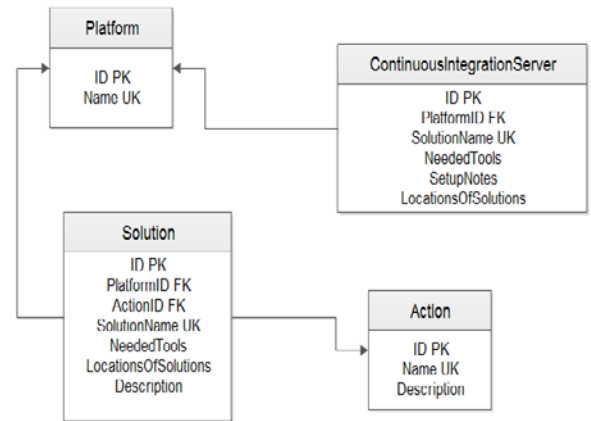 Platform
ID PK
Name UK
ContinuousIntegrationServer
ID PK
PlatformID FK
SolutionName UK
NeededTools
SetupNotes
LocationsOfSolutions
Solution
ID PK
PlatformID FK
ActionID FK
SolutionName UK
NeededTools
LocationsOfSolutions
Description
Action
ID PK
Name UK
Description